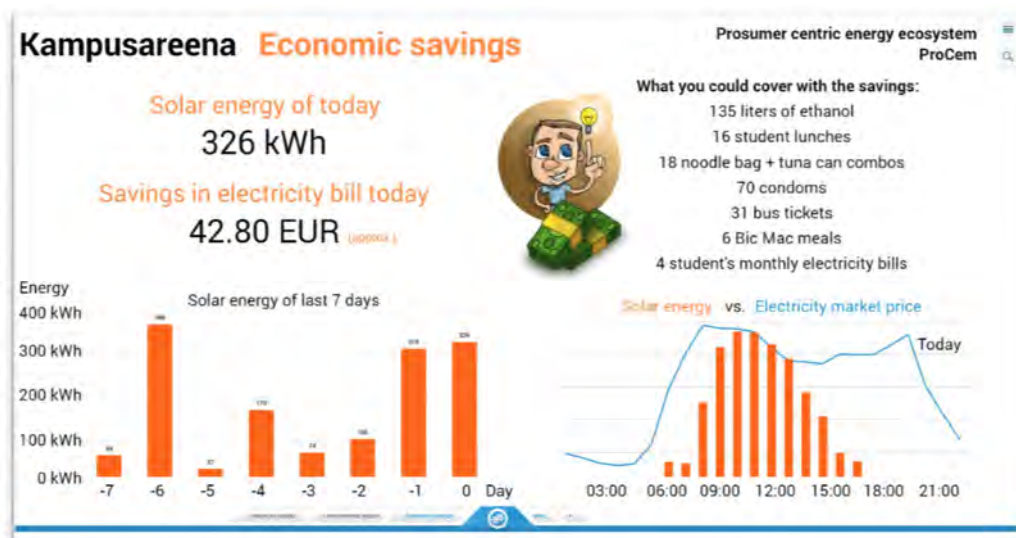 Kampusareena Economic savings
Prosumer centric energy ecosystem
ProCem
Solar energy of today
326 kWh
Savings in electricity bill today
42.80 EUR (approx.)
What you could cover with the savings:
135 liters of ethanol
16 student lunches
18 noodle bag + tuna can combos
70 condoms
31 bus tickets
6 Bic Mac meals
4 student's monthly electricity bills
Energy
Solar energy of last 7 days
400 kWh
300 kWh
200 kWh
100 kWh
0 kWh
-7 -6 -5 -4 -3 -2 -1 0 Day
Solar energy vs. Electricity market price
Today
03:00 06:00 09:00 12:00 15:00 18:00 21:00